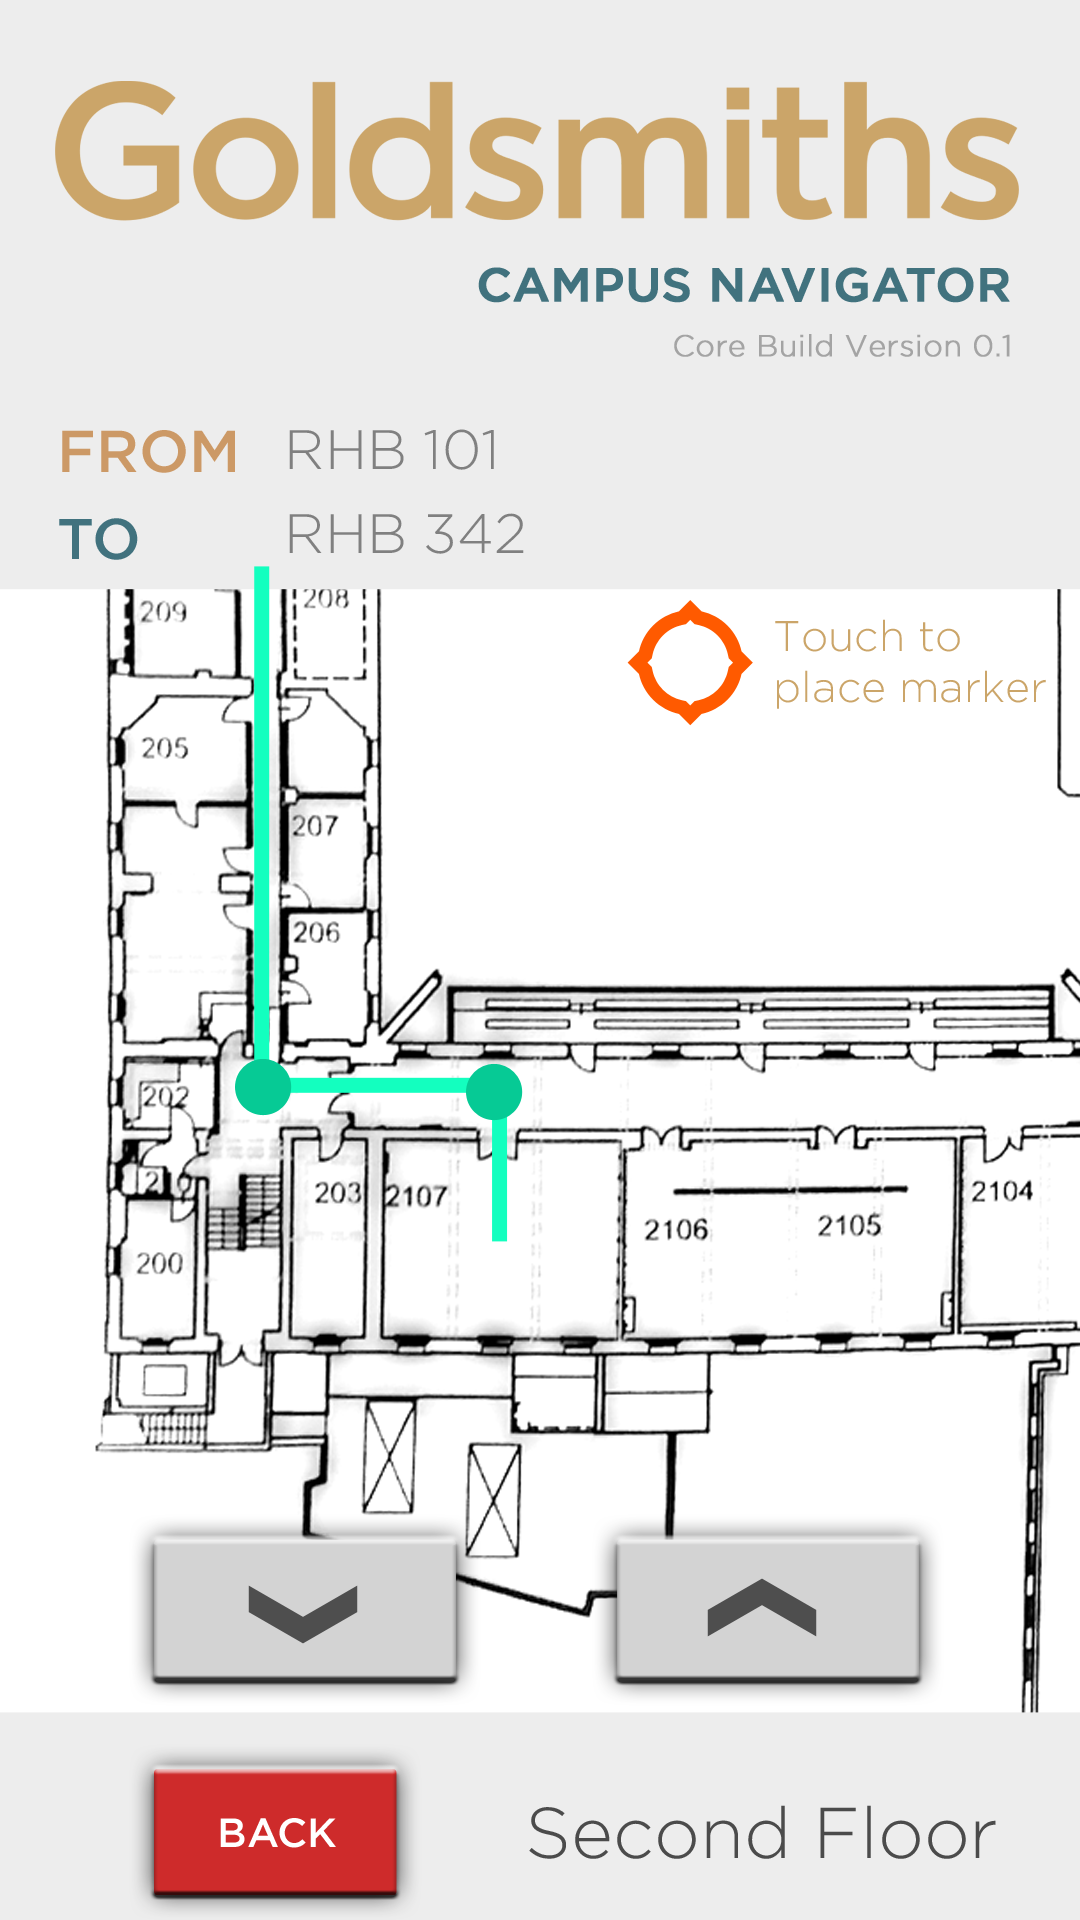 Goldsmiths
CAMPUS NAVIGATOR
Core Build Version 0.1
FROM RHB 101
TO RHB 342
209
208
Touch to
place marker
205
207
206
202
2
203
2107
2104
2106
2105
200
BACK
Second Floor